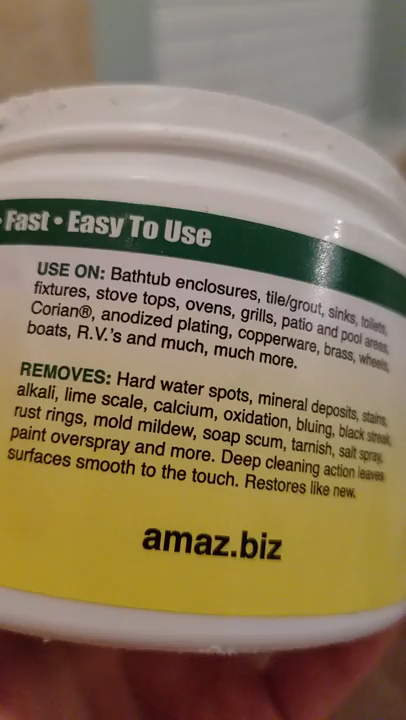 • Fast • Easy To Use
USE ON: Bathtub enclosures, tile/grout, sinks, toilets,
fixtures, stove tops, ovens, grills, patio and pool areas,
Corian®, anodized plating, copperware, brass, wheels,
boats, R.V.'s and much, much more.
REMOVES: Hard water spots, mineral deposits, stains,
alkali, lime scale, calcium, oxidation, bluing, black streak,
rust rings, mold mildew, soap scum, tarnish, salt spray,
paint overspray and more. Deep cleaning action leaves
surfaces smooth to the touch. Restores like new.
amaz.biz